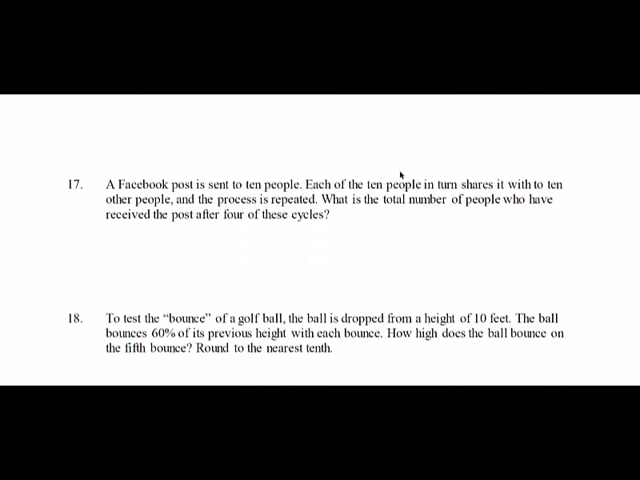 17. A Facebook post is sent to ten people. Each of the ten people in turn shares it with to ten
other people, and the process is repeated. What is the total number of people who have
received the post after four of these cycles?
18. To test the “bounce” of a golf ball, the ball is dropped from a height of 10 feet. The ball
bounces 60% of its previous height with each bounce. How high does the ball bounce on
the fifth bounce? Round to the nearest tenth.